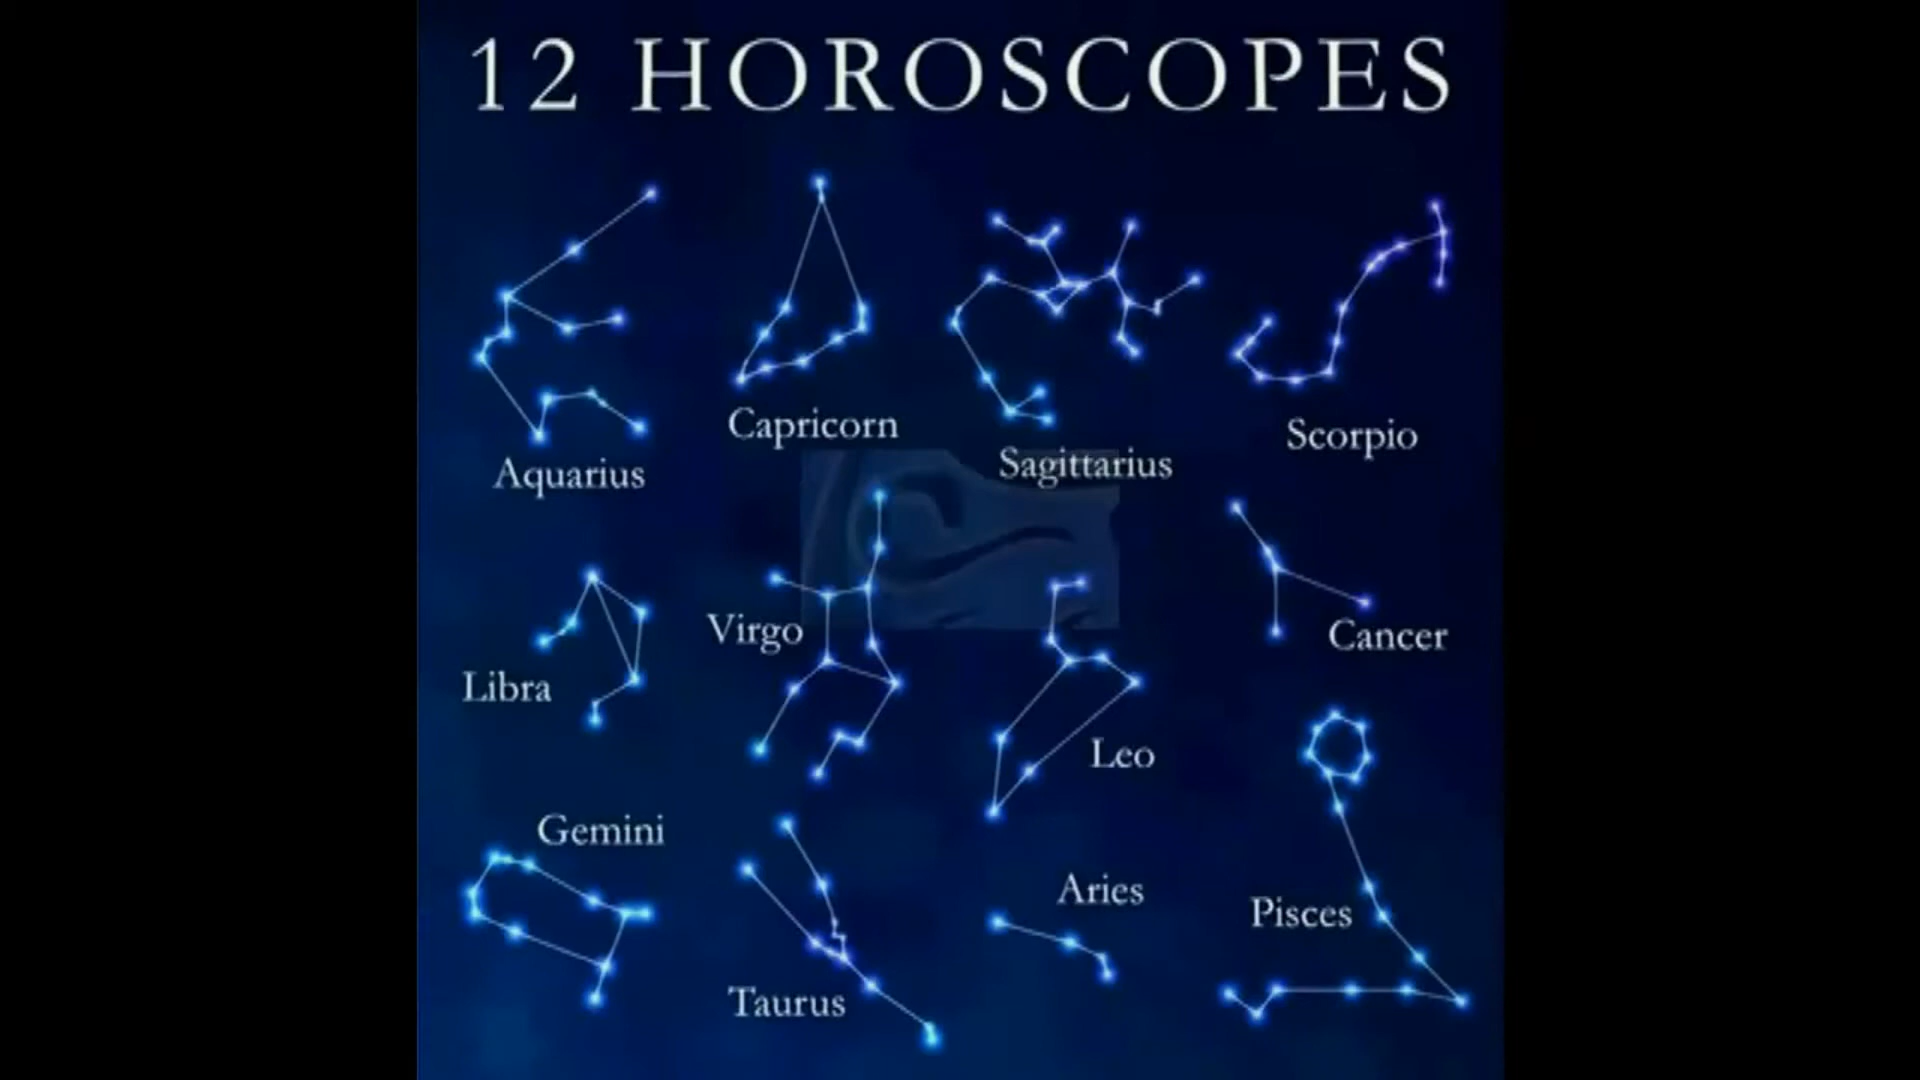 12 HOROSCOPES
Aquarius
Capricorn
Sagittarius
Scorpio
Libra
Virgo
Leo
Cancer
Gemini
Taurus
Aries
Pisces